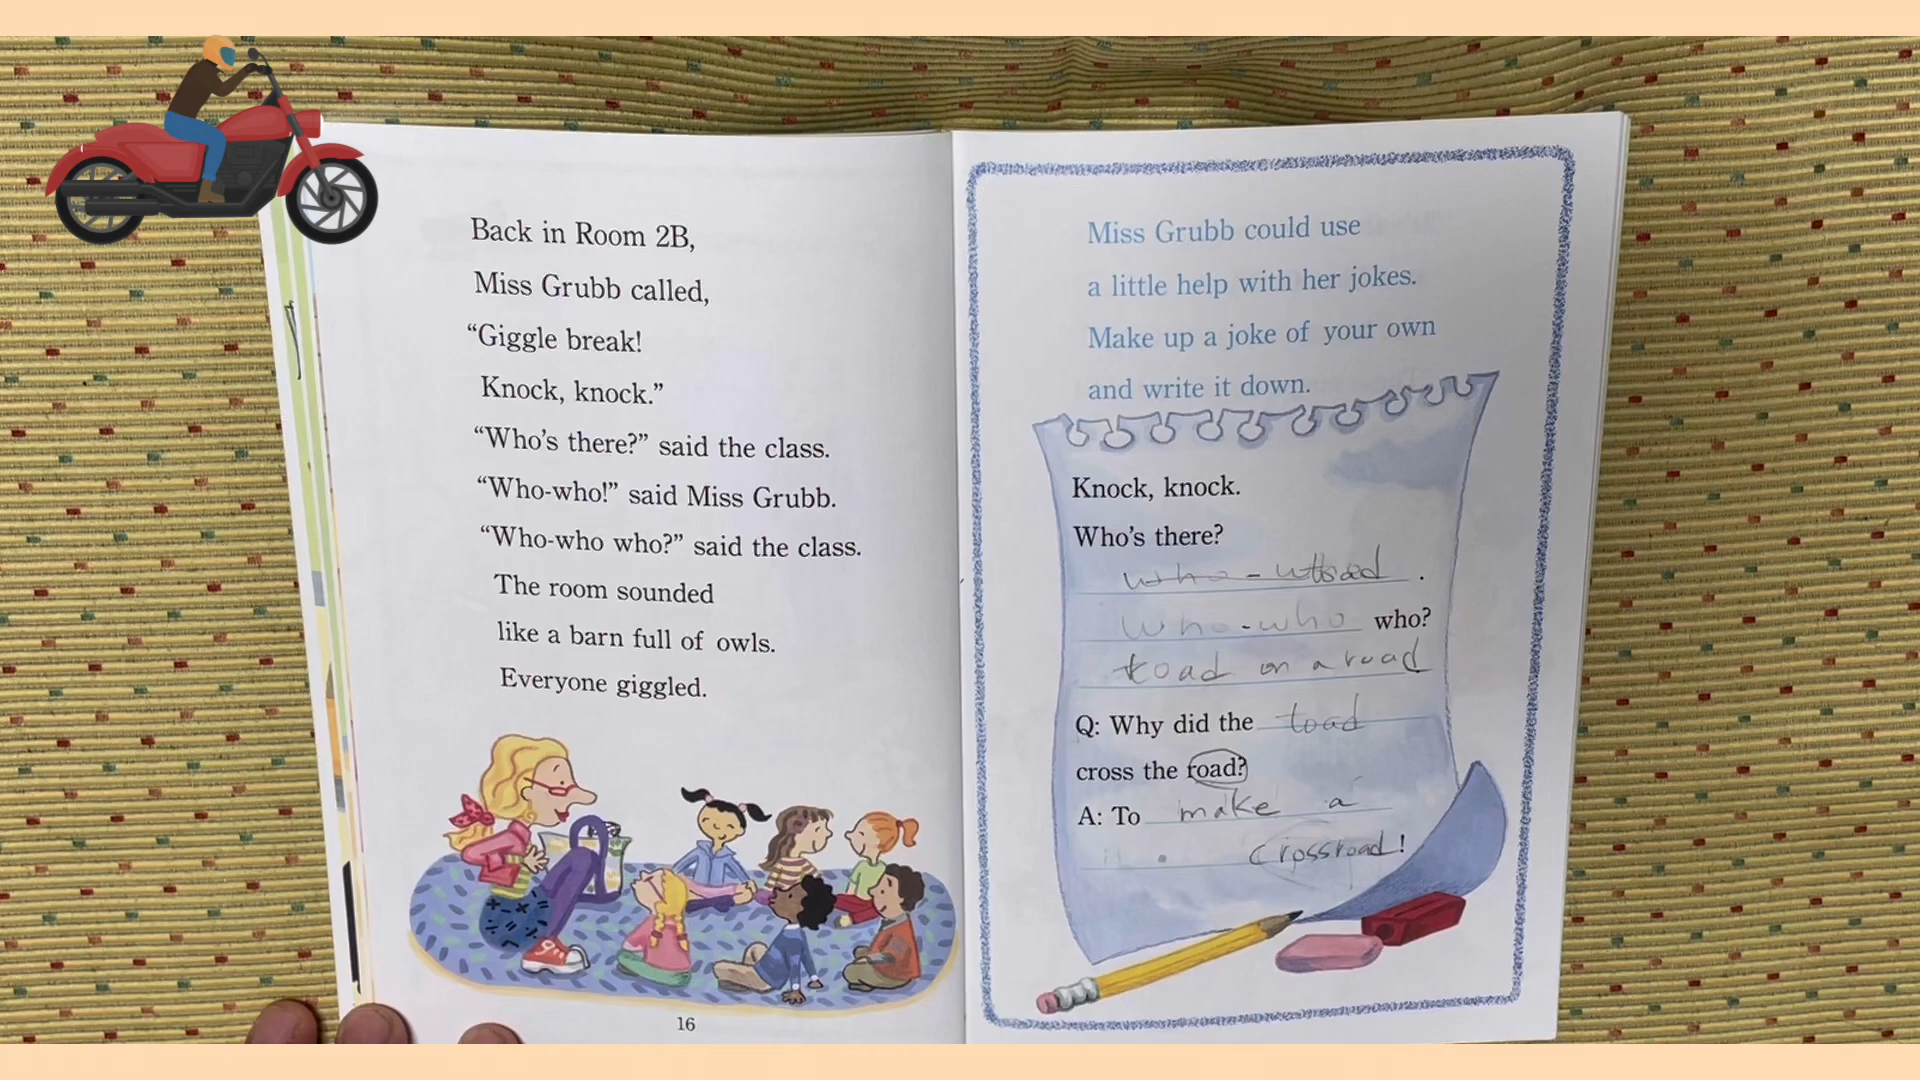 Back in Room 2B,
Miss Grubb called,
“Giggle break!
Knock, knock.”
“Who’s there?” said the class.
“Who-who!” said Miss Grubb.
“Who-who who?” said the class.
The room sounded
like a barn full of owls.
Everyone giggled.
16
Miss Grubb could use
a little help with her jokes.
Make up a joke of your own
and write it down.
Knock, knock.
Who’s there?
who - .
who-who who?
toad on a road
Q: Why did the toad
cross the road?
A: To make a
crossroad!